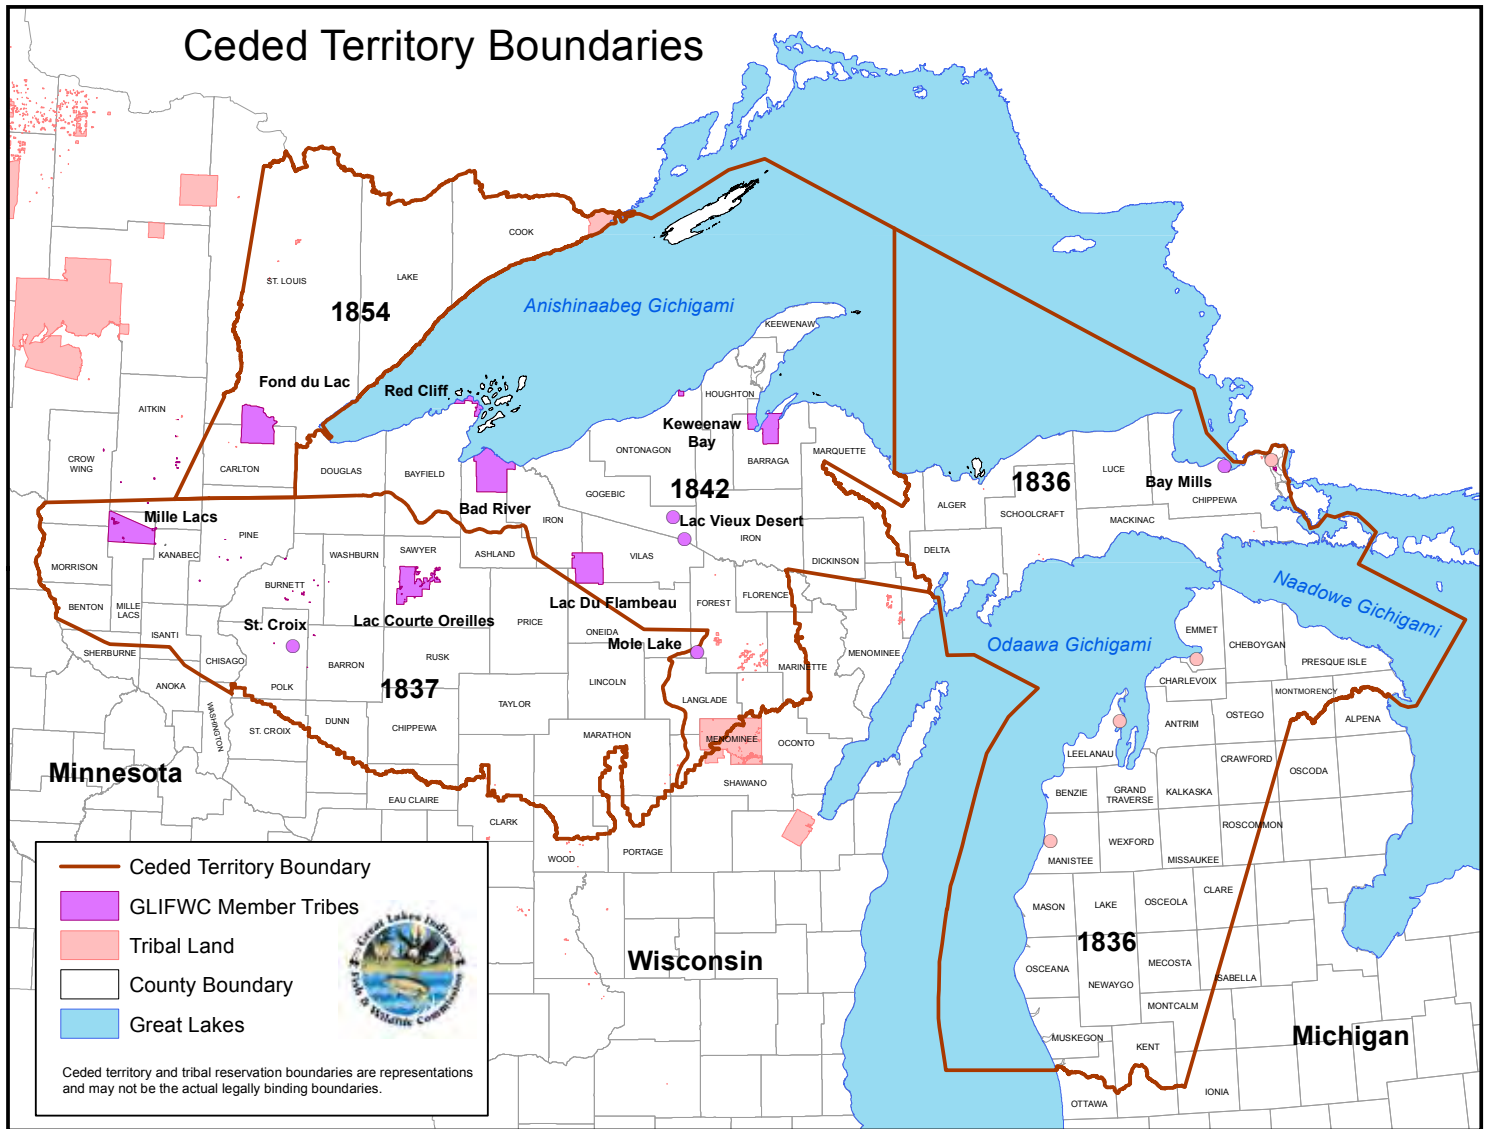 Ceded Territory Boundaries
COOK
ST. LOUIS
LAKE
1854
Anishinaabeg Gichigami
KEEWENAW
Fond du Lac
Red Cliff
HOUGHTON
AITKIN
Keweenaw
Bay
CROW
WING
CARLTON
DOUGLAS
BAYFIELD
ONTONAGON
BARRAGA
MARQUETTE
LUCE
1842
GOGEBIC
1836
Bay Mills
CHIPPEWA
ALGER
SCHOOLCRAFT
MACKINAC
Mille Lacs
Bad River
IRON
Lac Vieux Desert
IRON
PINE
KANABEC
WASHBURN
SAWYER
ASHLAND
VILAS
DICKINSON
DELTA
MORRISON
BURNETT
Naadowe Gichigami
BENTON
MILLE
LACS
Lac Du Flambeau
FOREST
FLORENCE
St. Croix
Lac Courte Oreilles
PRICE
ONEIDA
EMMET
ISANTI
SHERBURNE
Mole Lake
Odaawa Gichigami
CHEBOYGAN
CHISAGO
BARRON
RUSK
MARINETTE
MENOMINEE
PRESQUE ISLE
ANOKA
POLK
1837
LINCOLN
CHARLEVOIX
MONTMORENCY
WASHINGTON
ST. CROIX
DUNN
CHIPPEWA
TAYLOR
LANGLADE
ANTRIM
OSTEGO
ALPENA
MARATHON
MENOMINEE
OCONTO
LEELANAU
CRAWFORD
Minnesota
SHAWANO
OSCODA
EAU CLAIRE
BENZIE
GRAND
TRAVERSE
KALKASKA
CLARK
ROSCOMMON
WOOD
PORTAGE
MANISTEE
WEXFORD
MISSAUKEE
Ceded Territory Boundary
GLIFWC Member Tribes
Tribal Land
County Boundary
Great Lakes
Great Lakes Indian
Fish & Wildlife Commission
Ceded territory and tribal reservation boundaries are representations
and may not be the actual legally binding boundaries.
MASON
LAKE
OSCEOLA
CLARE
Wisconsin
1836
OSCEANA
NEWAYGO
MECOSTA
ISABELLA
MONTCALM
Michigan
MUSKEGON
KENT
OTTAWA
IONIA